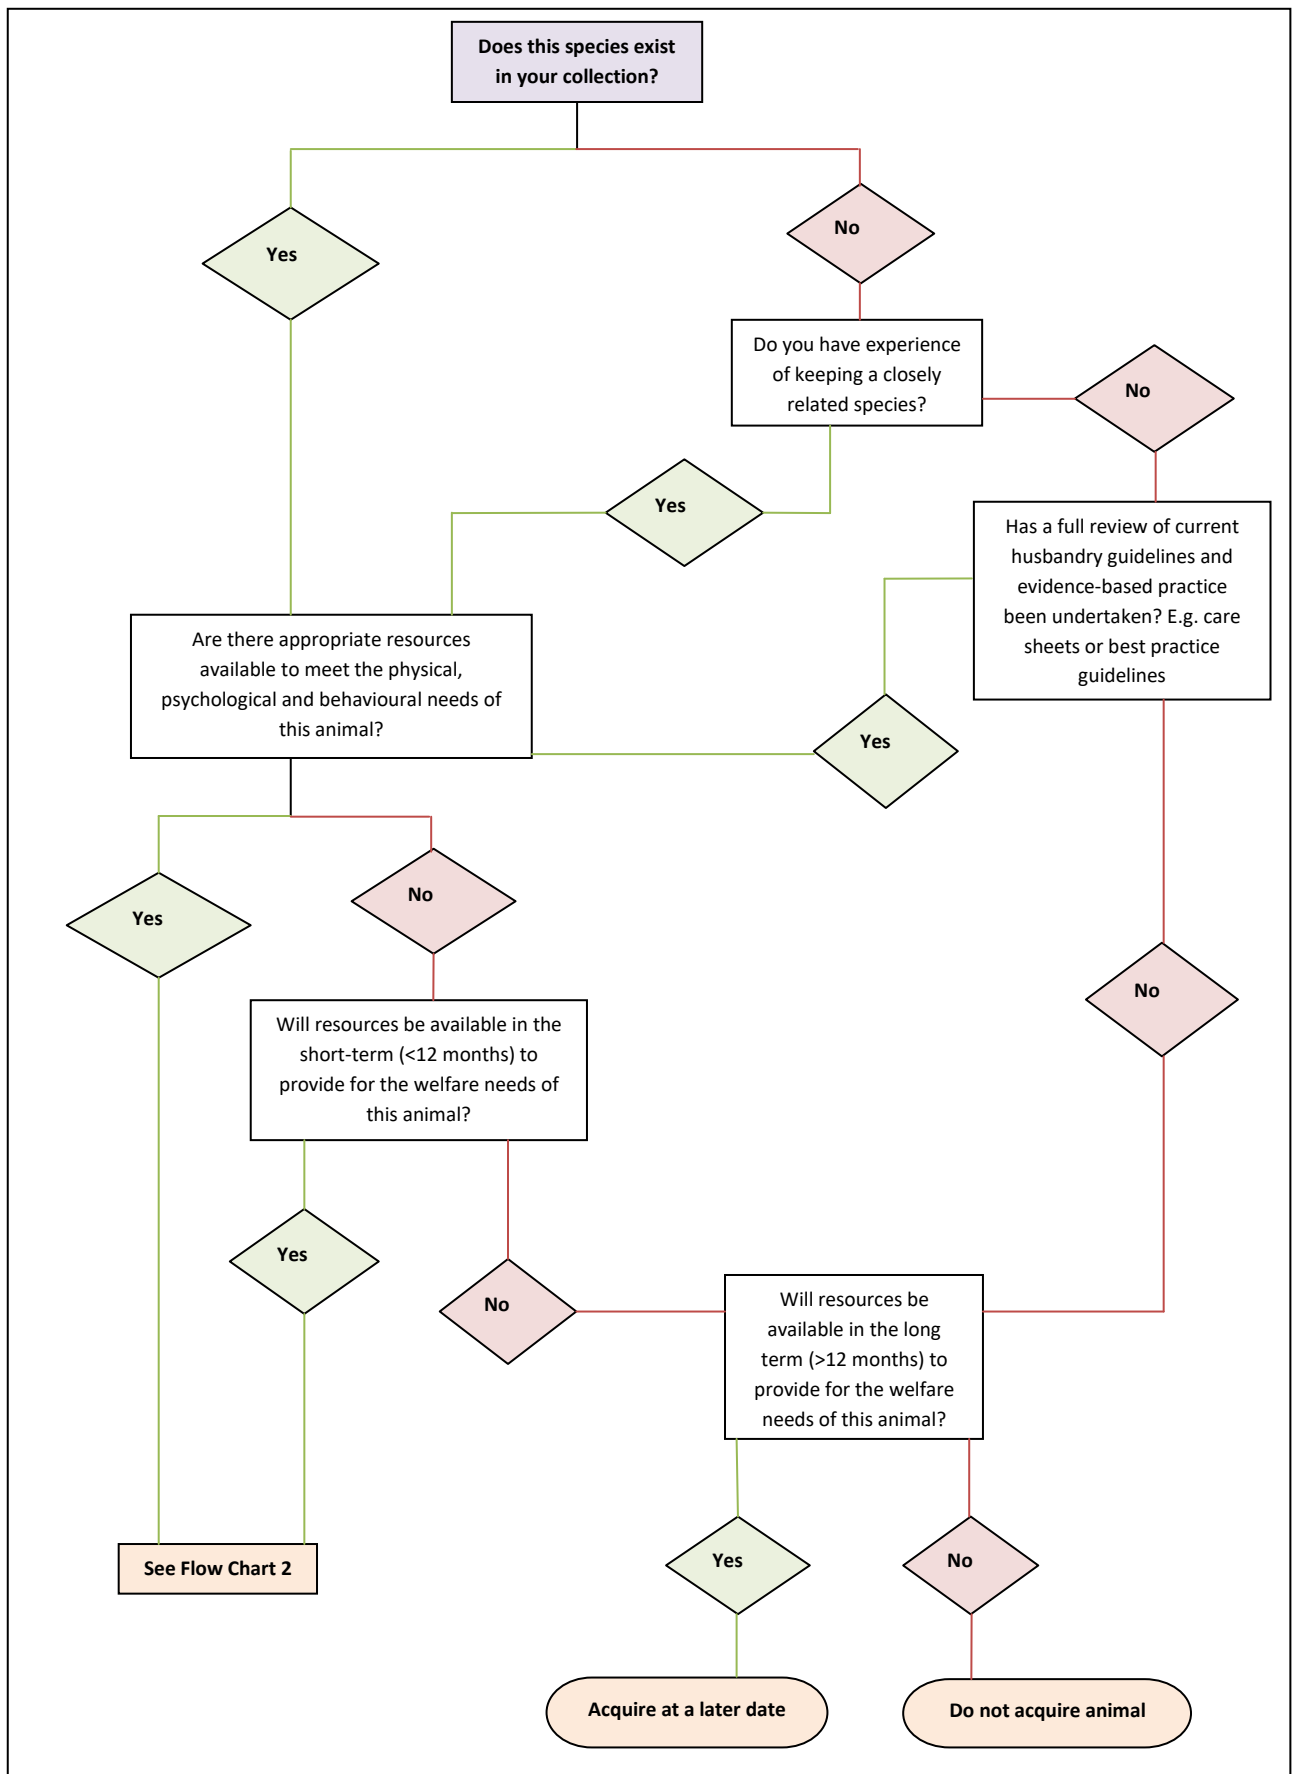 Does this species exist
in your collection?
Yes
No
Do you have experience
of keeping a closely
related species?
No
Yes
Has a full review of current
husbandry guidelines and
evidence-based practice
been undertaken? E.g. care
sheets or best practice
guidelines
Are there appropriate resources
available to meet the physical,
psychological and behavioural needs of
this animal?
Yes
No
Yes
No
Will resources be available in the
short-term (<12 months) to
provide for the welfare needs of
this animal?
Yes
No
Will resources be
available in the long
term (>12 months) to
provide for the welfare
needs of this animal?
See Flow Chart 2
Yes
No
Acquire at a later date
Do not acquire animal